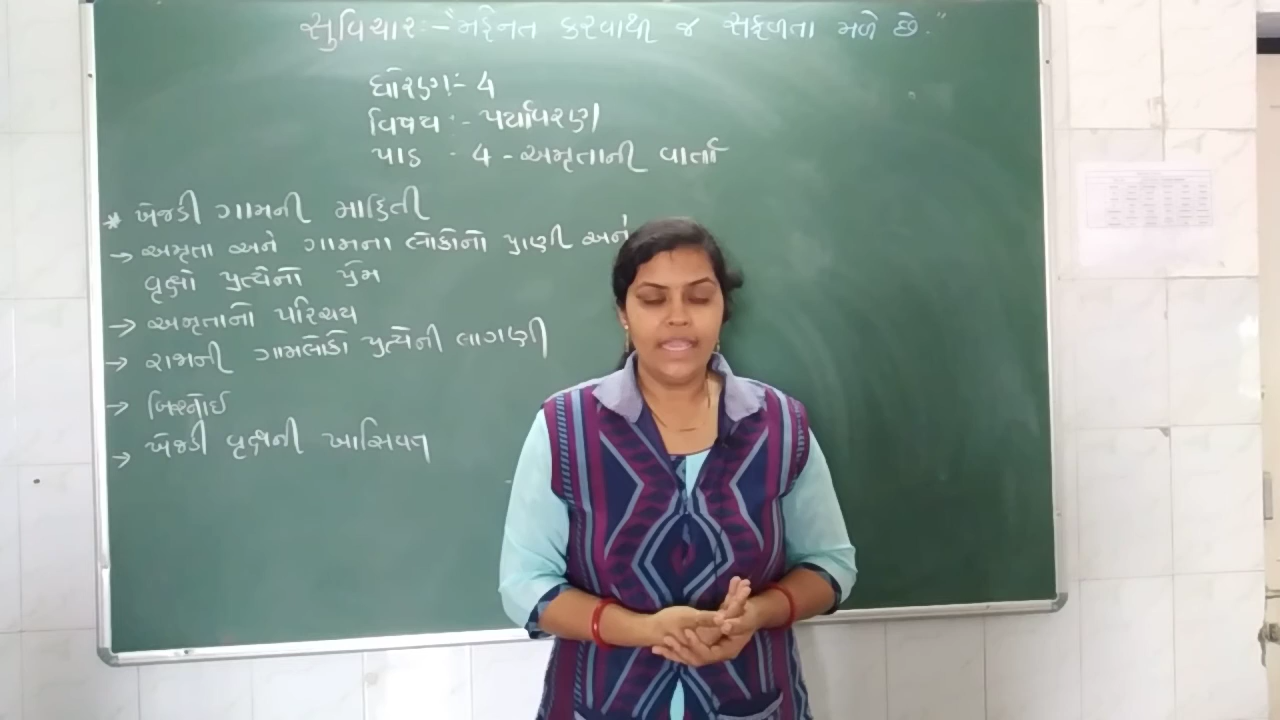 સુવિચાર:- "મહેનત કરવાથી જ સફળતા મળે છે."
ધોરણ:- 4
વિષય:- પર્યાવરણ
પાઠ - 4 - અમૃતાની વાર્તા
* ખેજડી ગામની માહિતી
→ અમૃતા અને ગામના લોકોનો પ્રાણી અને
વૃક્ષો પ્રત્યેનો પ્રેમ
→ અમૃતાનો પરિચય
→ રામની ગામલોકો પ્રત્યેની લાગણી
→ બિશ્નોઈ
→ ખેજડી વૃક્ષની ખાસિયત